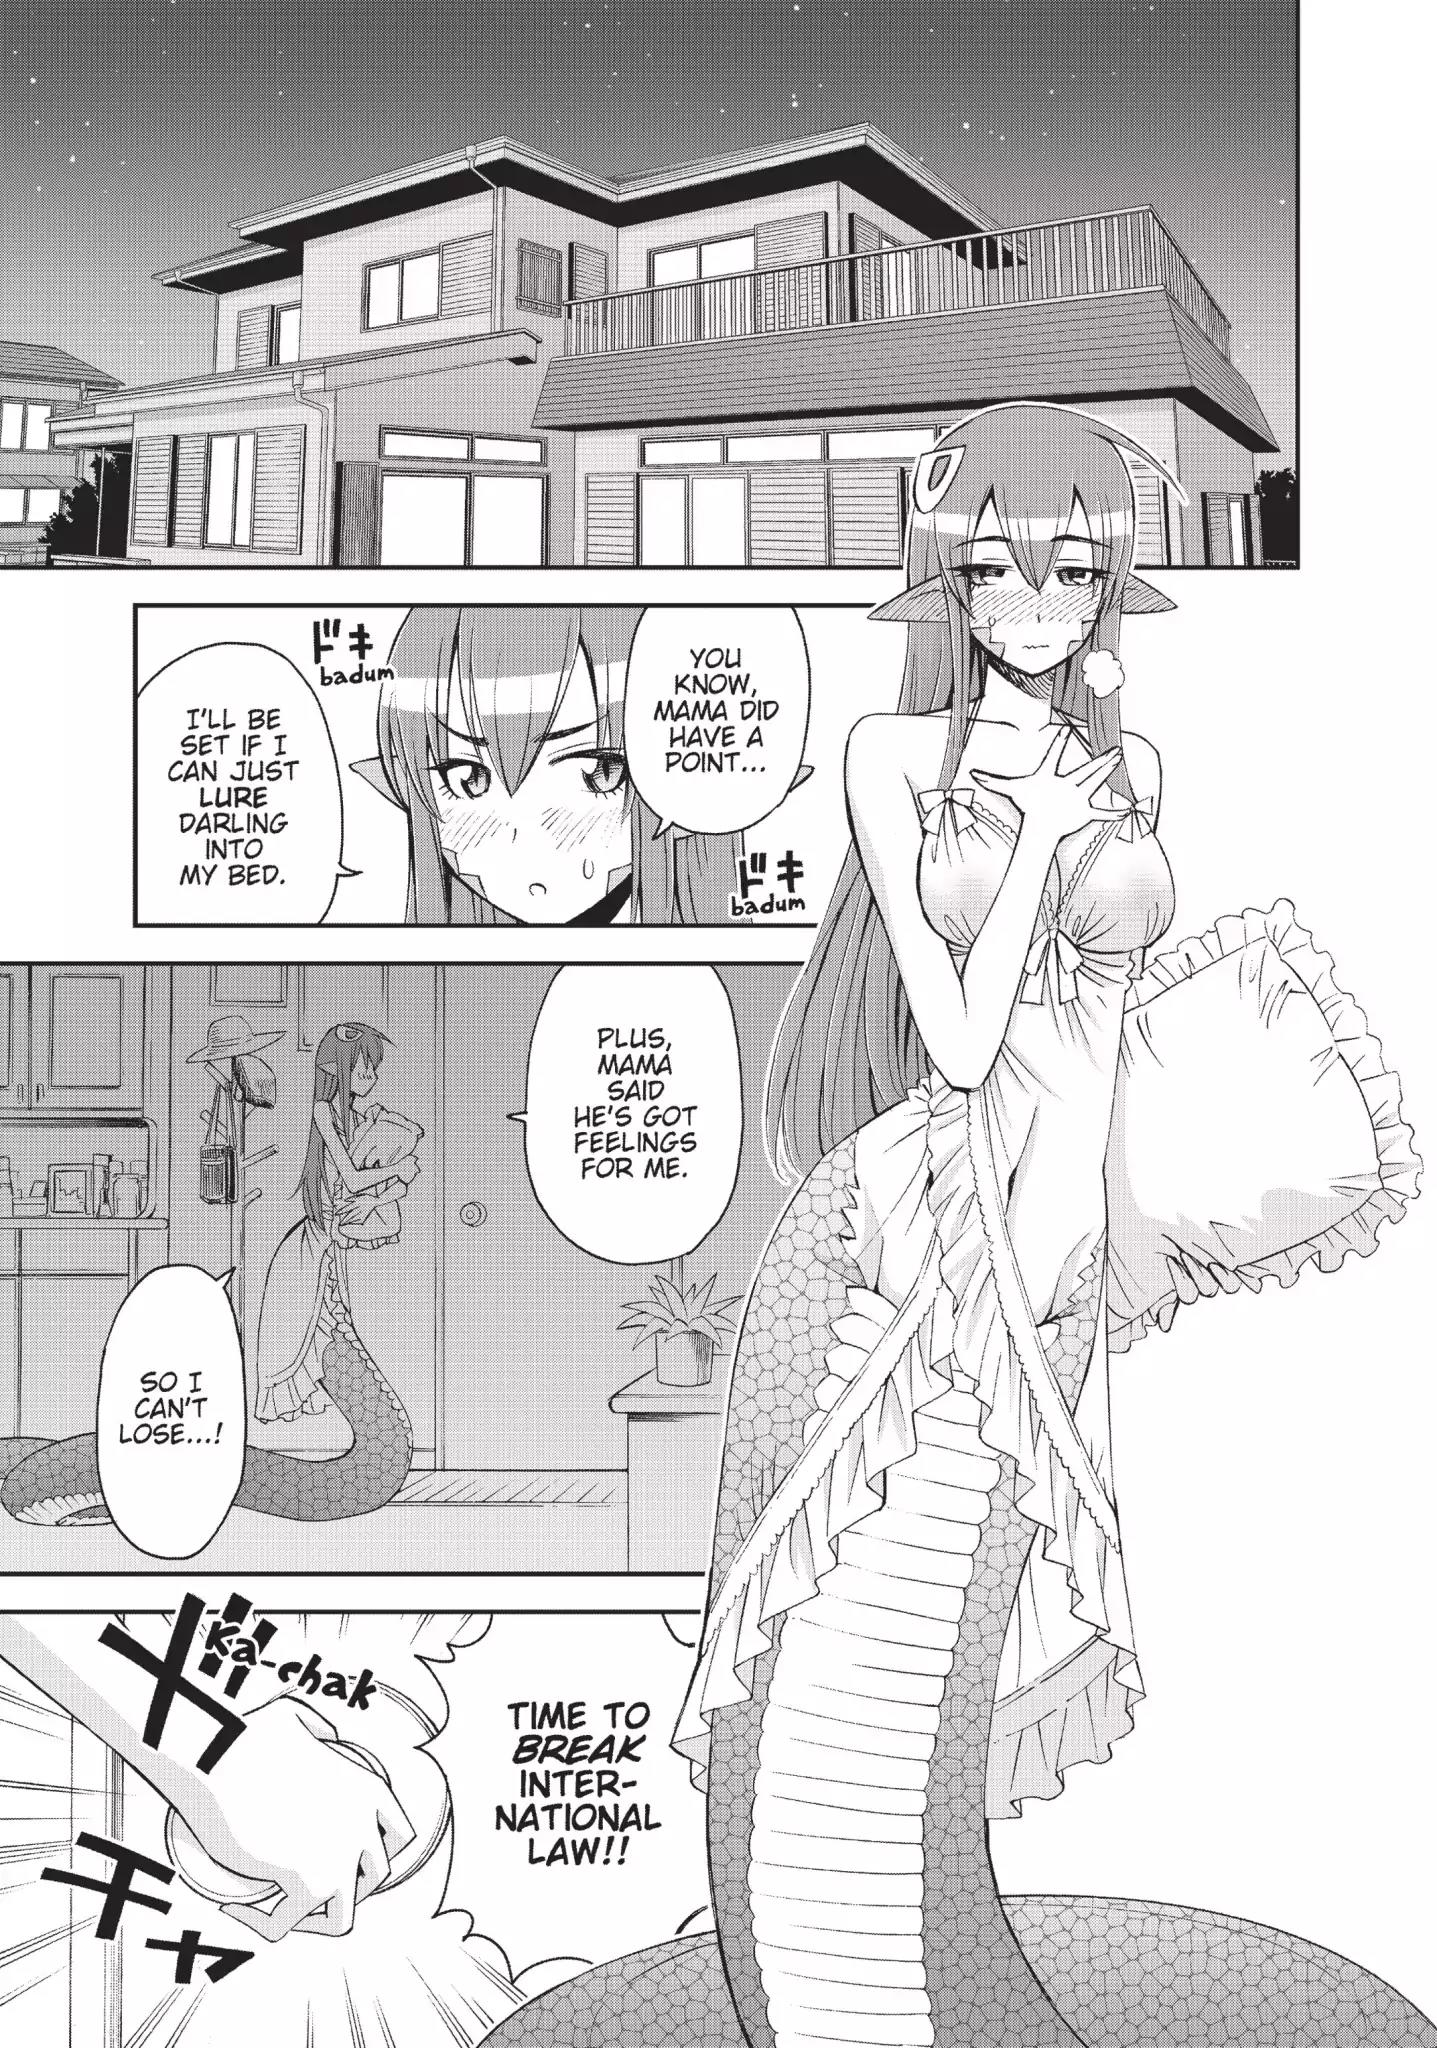 YOU
KNOW,
MAMA DID
HAVE A
POINT...
ドキ
badum
I'LL BE
SET IF I
CAN JUST
LURE
DARLING
INTO
MY BED.
ドキ
badum
PLUS,
MAMA
SAID
HE'S GOT
FEELINGS
FOR ME.
SO I
CAN'T
LOSE...!
TIME TO
BREAK
INTER-
NATIONAL
LAW!!
ガチャ
Ka-chak